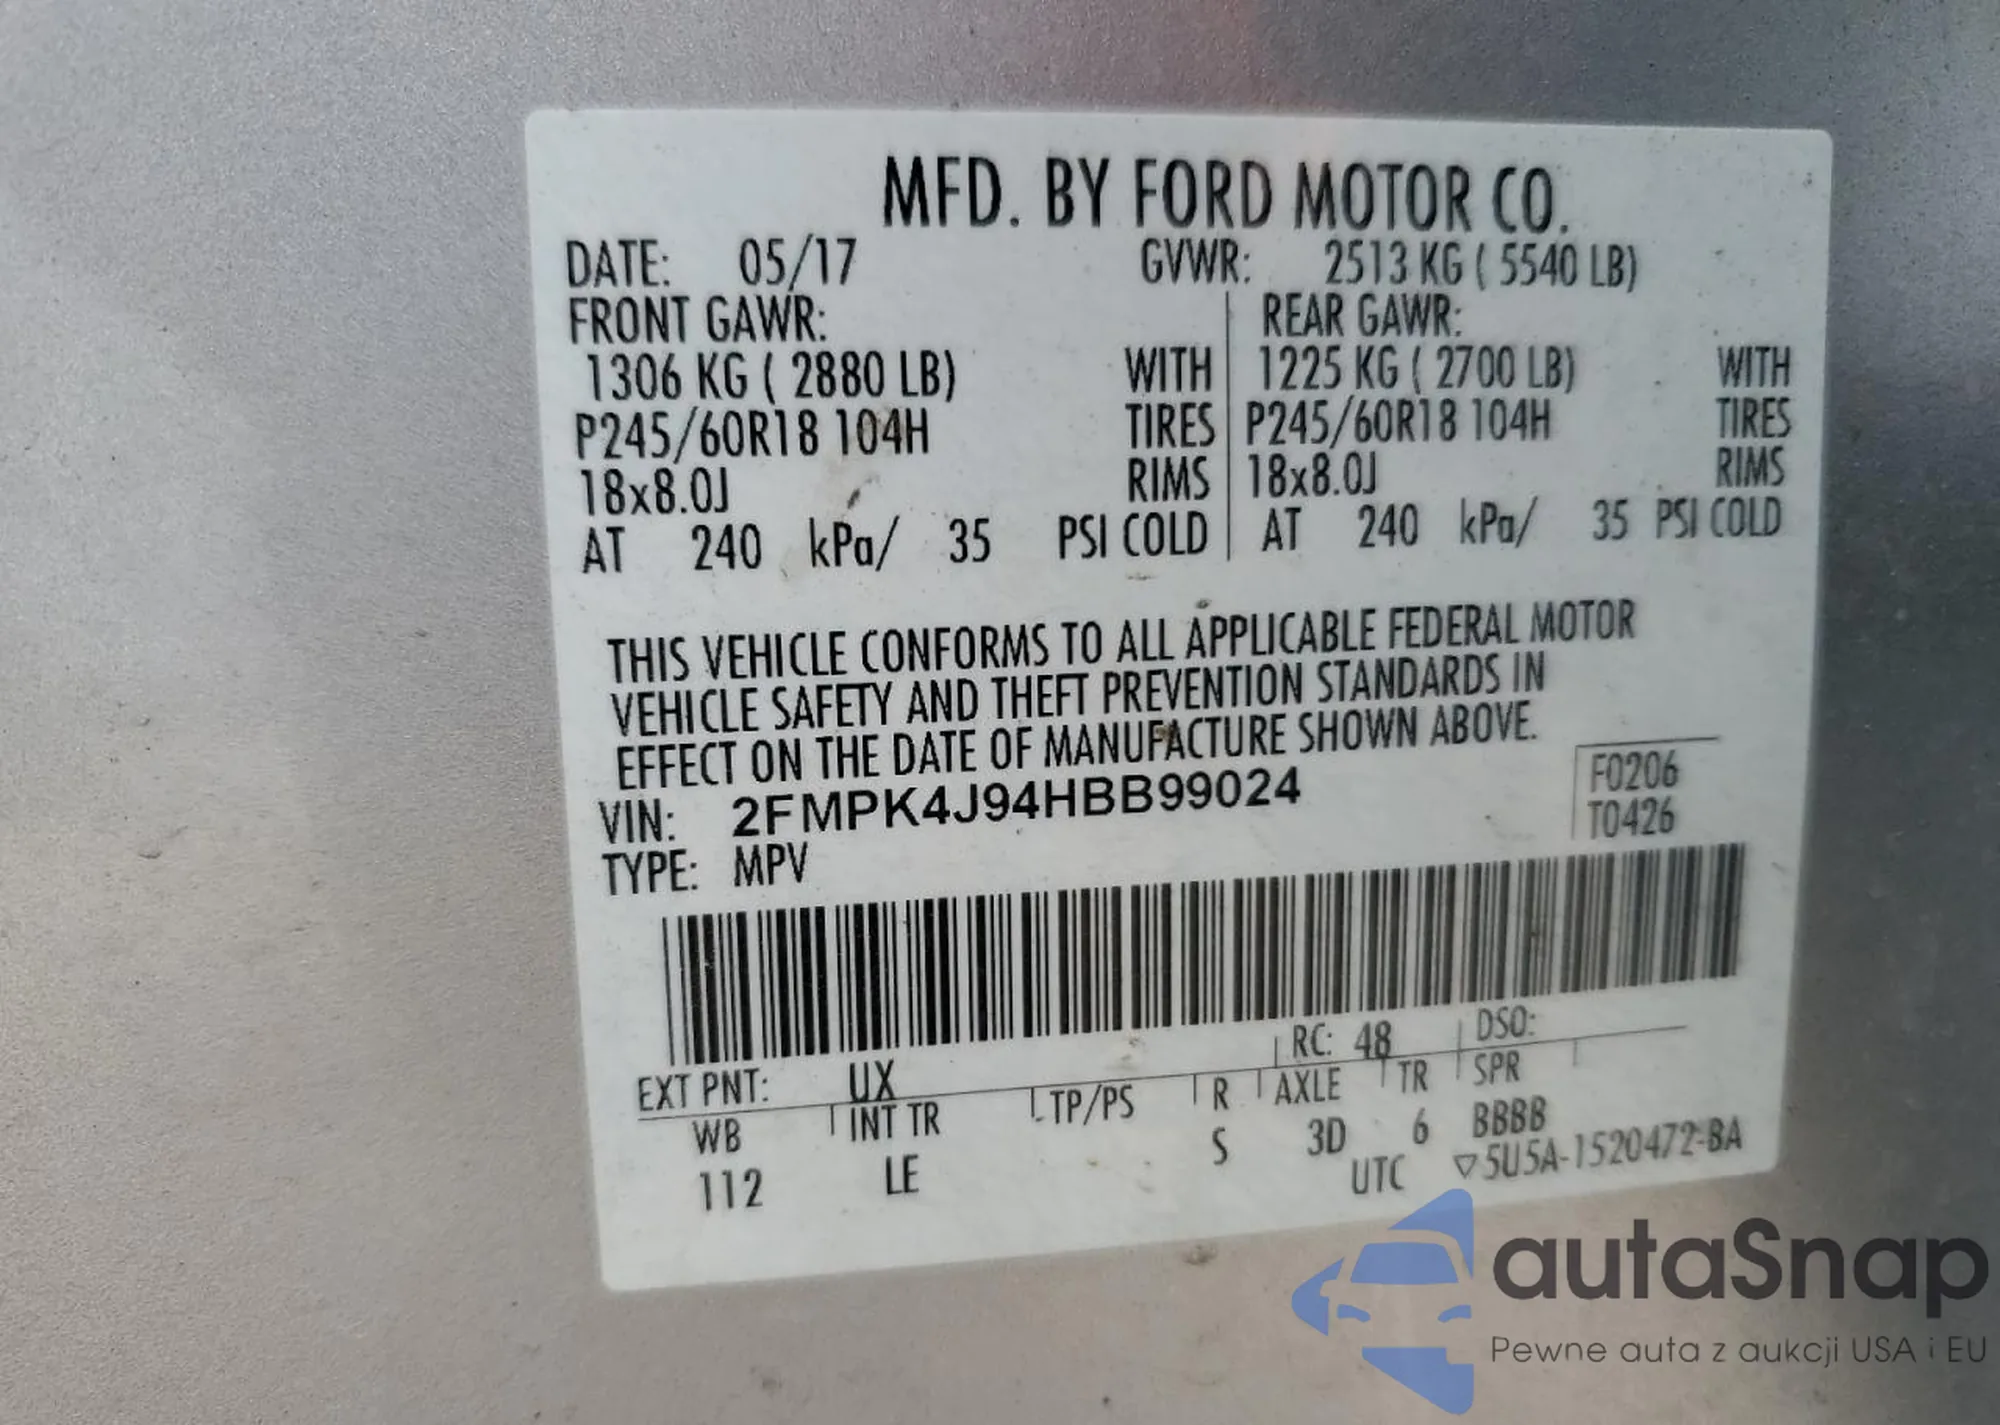 MFD. BY FORD MOTOR CO.
DATE: 05/17 GVWR: 2513 KG ( 5540 LB)
FRONT GAWR: REAR GAWR:
1306 KG ( 2880 LB) WITH 1225 KG ( 2700 LB) WITH
P245/60R18 104H TIRES P245/60R18 104H TIRES
18x8.0J RIMS 18x8.0J RIMS
AT 240 kPa/ 35 PSI COLD AT 240 kPa/ 35 PSI COLD
THIS VEHICLE CONFORMS TO ALL APPLICABLE FEDERAL MOTOR
VEHICLE SAFETY AND THEFT PREVENTION STANDARDS IN
EFFECT ON THE DATE OF MANUFACTURE SHOWN ABOVE.
F0206
VIN: 2FMPK4J94HBB99024
T0426
TYPE: MPV
EXT PNT: UX RC: 48 DSO:
WB INT TR TP/PS R AXLE TR SPR
112 LE S 3D 6 BBBB
UTC ▽5U5A-1520472-BA
autaSnap
Pewne auta z aukcji USA i EU